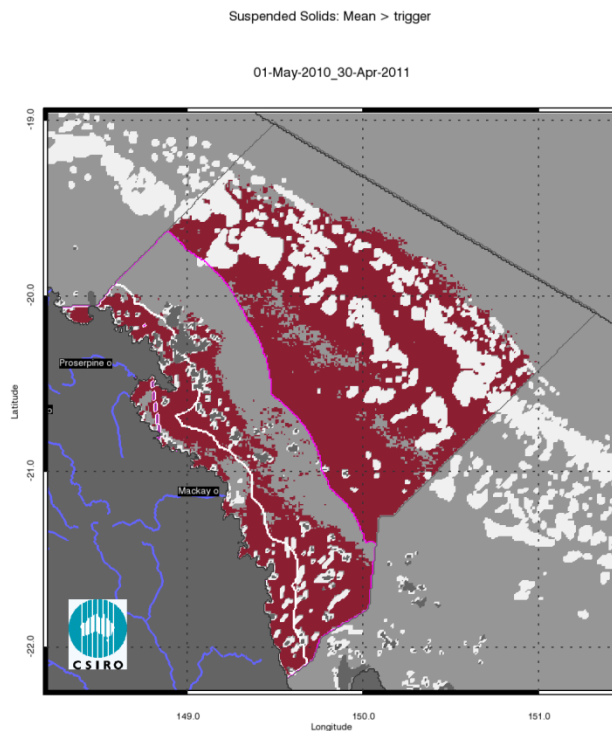 Suspended Solids: Mean > trigger
01-May-2010_30-Apr-2011
-19.0
-20.0
Proserpine o
o
Latitude
-21.0
Mackay o
-22.0
CSIRO
149.0 150.0 151.0
Longitude